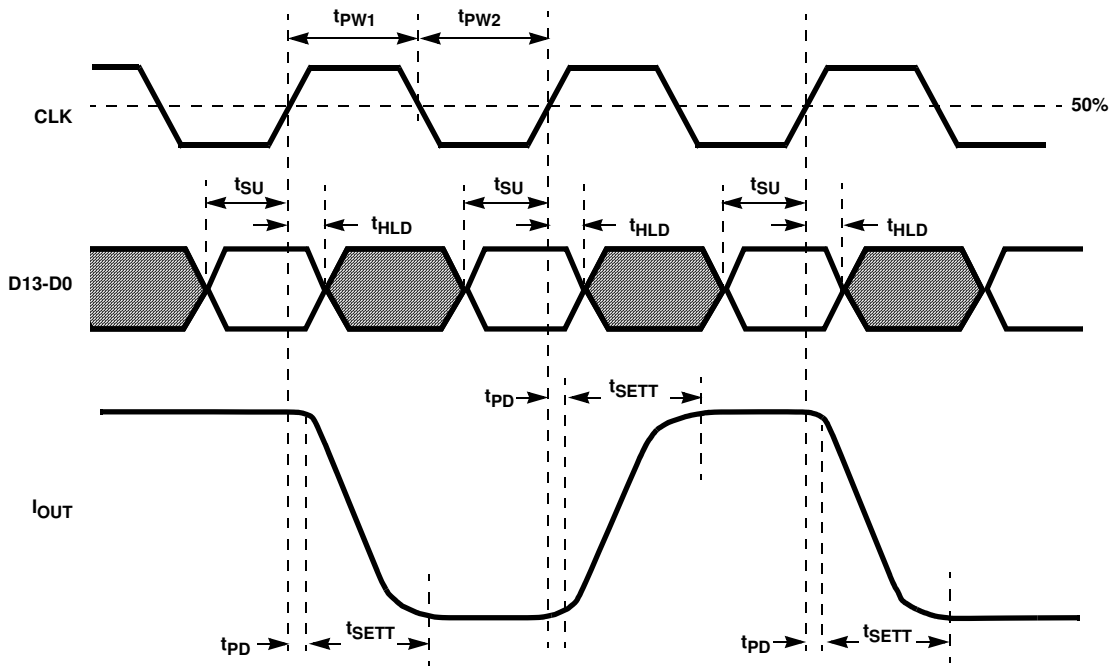 tPW1 tPW2
CLK
50%
tSU tSU tSU
tHLD tHLD tHLD
D13-D0
tPD tSETT
IOUT
tPD tSETT tPD tSETT